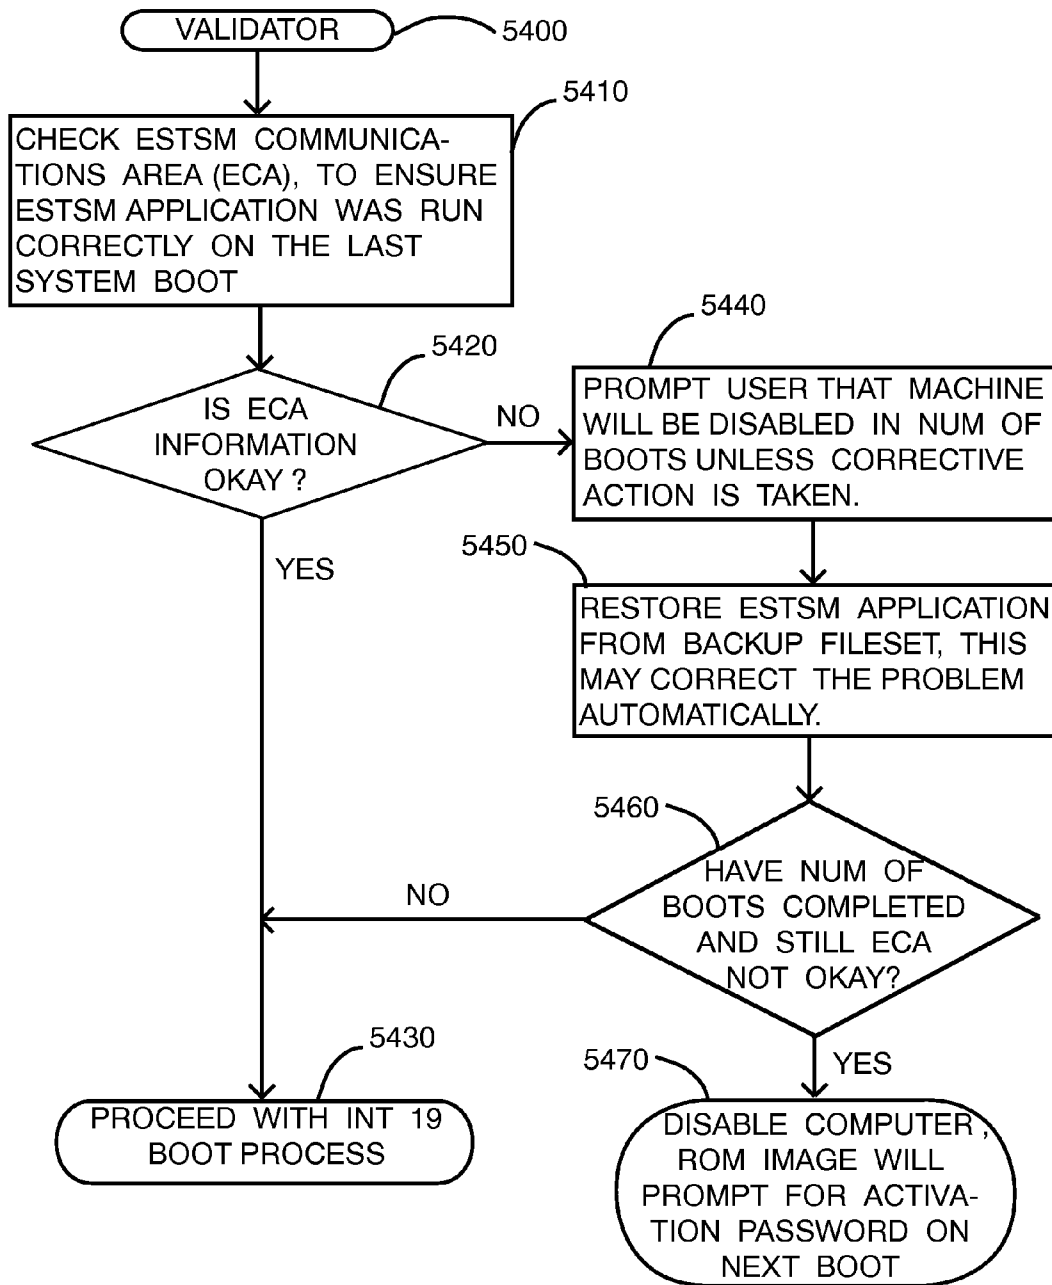 VALIDATOR
5400
5410
CHECK ESTSM COMMUNICA-
TIONS AREA (ECA), TO ENSURE
ESTSM APPLICATION WAS RUN
CORRECTLY ON THE LAST
SYSTEM BOOT
5420
IS ECA
INFORMATION
OKAY ?
NO
YES
5440
PROMPT USER THAT MACHINE
WILL BE DISABLED IN NUM OF
BOOTS UNLESS CORRECTIVE
ACTION IS TAKEN.
5450
RESTORE ESTSM APPLICATION
FROM BACKUP FILESET, THIS
MAY CORRECT THE PROBLEM
AUTOMATICALLY.
5460
HAVE NUM OF
BOOTS COMPLETED
AND STILL ECA
NOT OKAY?
NO
YES
5430
PROCEED WITH INT 19
BOOT PROCESS
5470
DISABLE COMPUTER ,
ROM IMAGE WILL
PROMPT FOR ACTIVA-
TION PASSWORD ON
NEXT BOOT